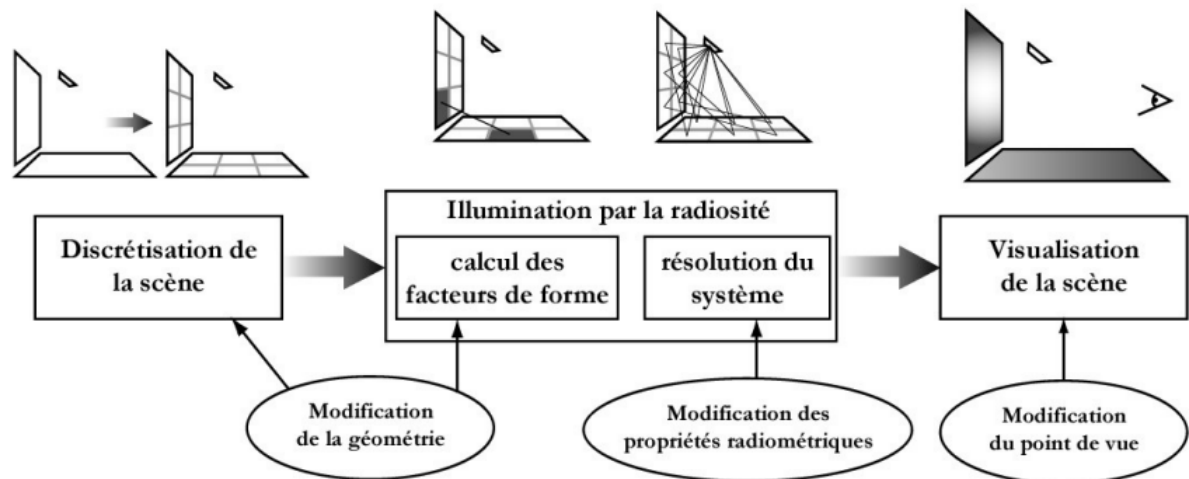 Illumination par la radiosité
Discrétisation de
la scène
calcul des
facteurs de forme
résolution du
système
Visualisation
de la scène
Modification
de la géométrie
Modification des
propriétés radiométriques
Modification
du point de vue